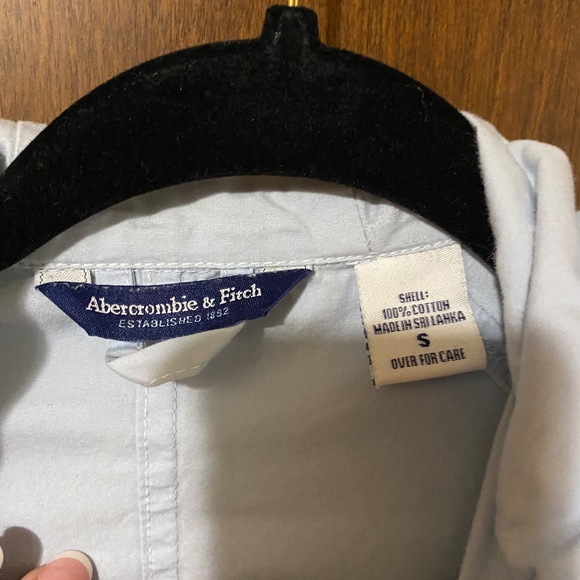 Abercrombie & Fitch
ESTABLISHED 1892
SHELL:
100% COTTON
MADE IN SRI LANKA
S
OVER FOR CARE